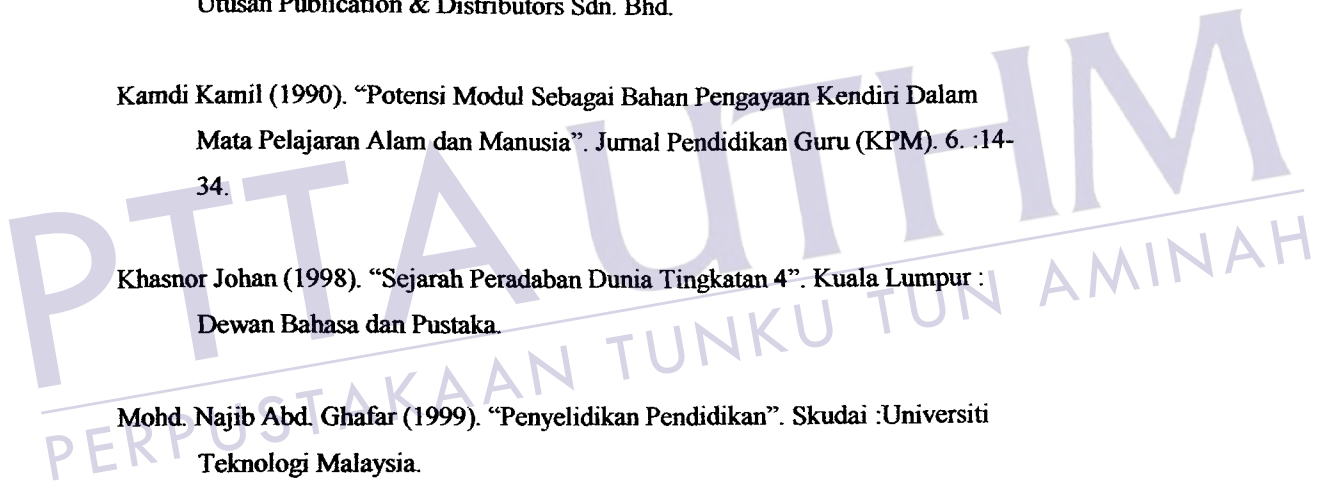 Utusan Publication & Distributors Sdn. Bhd.
Kamdi Kamil (1990). “Potensi Modul Sebagai Bahan Pengayaan Kendiri Dalam
Mata Pelajaran Alam dan Manusia”. Jurnal Pendidikan Guru (KPM). 6. :14-
34.
Khasnor Johan (1998). “Sejarah Peradaban Dunia Tingkatan 4”. Kuala Lumpur :
Dewan Bahasa dan Pustaka.
Mohd. Najib Abd. Ghafar (1999). “Penyelidikan Pendidikan”. Skudai :Universiti
Teknologi Malaysia.
PTTA UTHM
PERPUSTAKAAN TUNKU TUN AMINAH